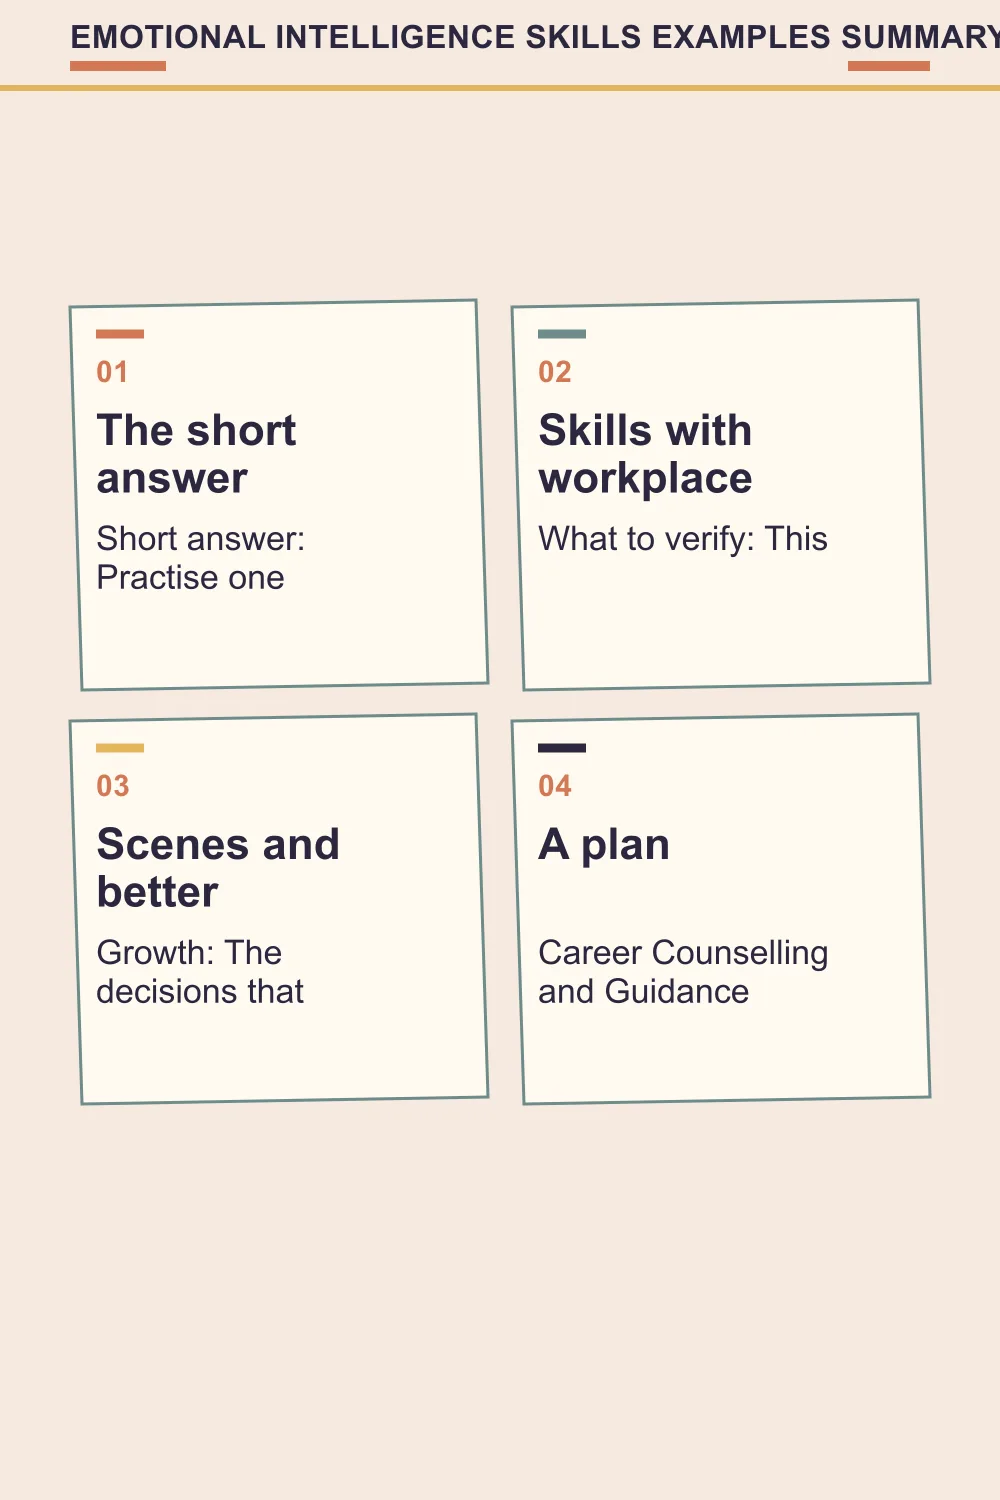 EMOTIONAL INTELLIGENCE SKILLS EXAMPLES SUMMARY
01
The short
answer
Short answer:
Practise one
02
Skills with
workplace
What to verify: This
03
Scenes and
better
Growth: The
decisions that
04
A plan
Career Counselling
and Guidance